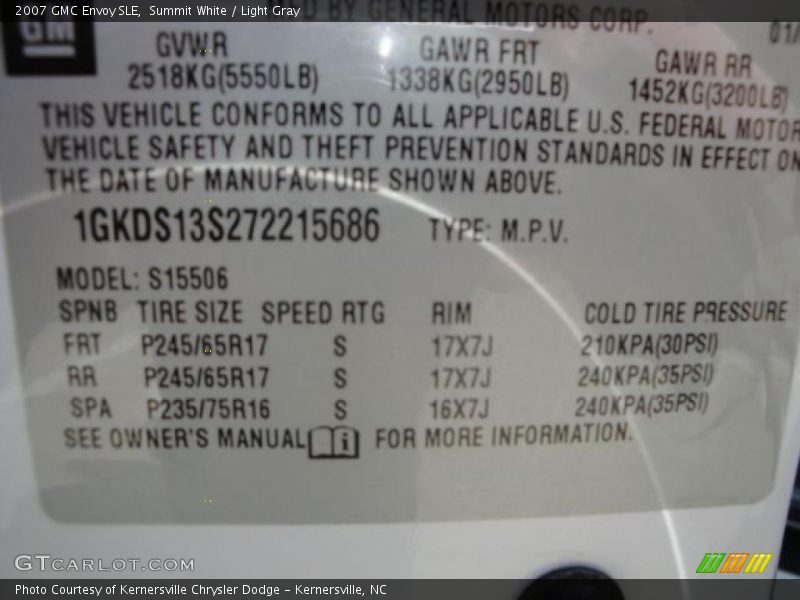 2007 GMC Envoy SLE, Summit White / Light Gray
D BY GENERAL MOTORS CORP. 01/
GM
GVWR GAWR FRT GAWR RR
2518KG(5550LB) 1338KG(2950LB) 1452KG(3200LB)
THIS VEHICLE CONFORMS TO ALL APPLICABLE U.S. FEDERAL MOTOR
VEHICLE SAFETY AND THEFT PREVENTION STANDARDS IN EFFECT ON
THE DATE OF MANUFACTURE SHOWN ABOVE.
1GKDS13S272215686 TYPE: M.P.V.
MODEL: S15506
SPNB TIRE SIZE SPEED RTG RIM COLD TIRE PRESSURE
FRT P245/65R17 S 17X7J 210KPA(30PSI)
RR P245/65R17 S 17X7J 240KPA(35PSI)
SPA P235/75R16 S 16X7J 240KPA(35PSI)
SEE OWNER'S MANUAL i FOR MORE INFORMATION.
GTCARLOT.COM
Photo Courtesy of Kernersville Chrysler Dodge - Kernersville, NC